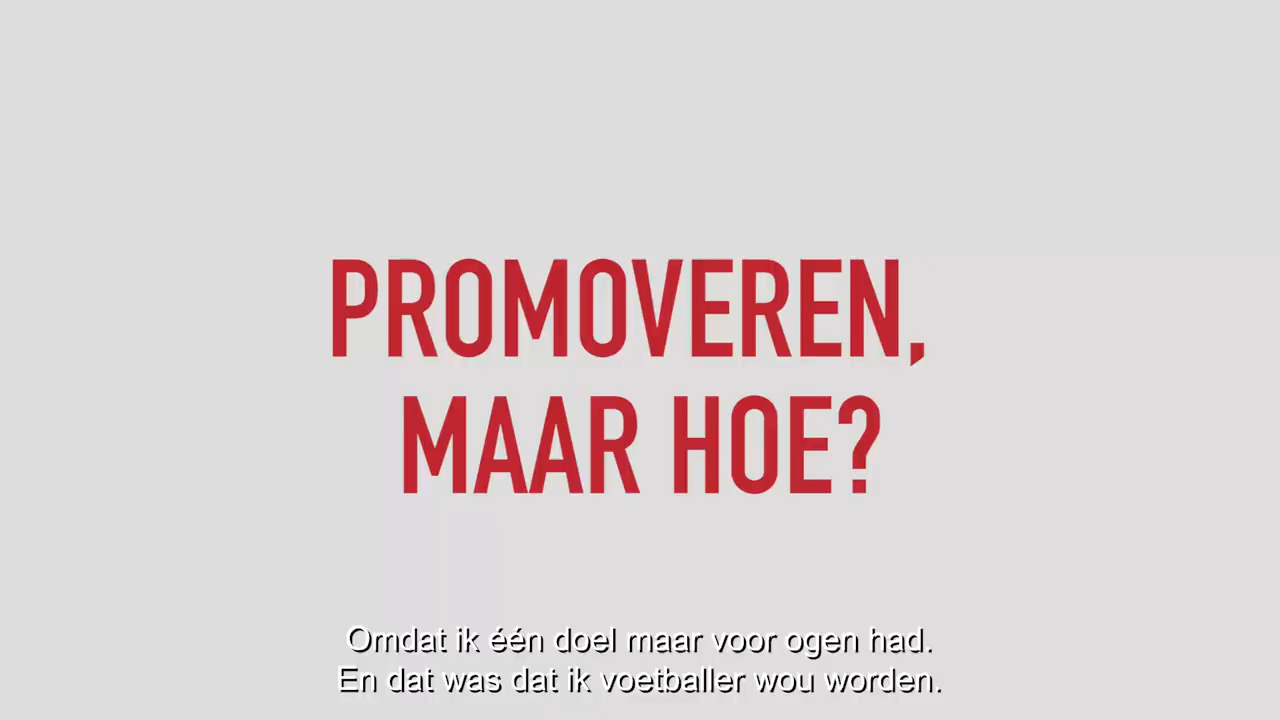 PROMOVEREN,
MAAR HOE?
Omdat ik één doel maar voor ogen had.
En dat was dat ik voetballer wou worden.